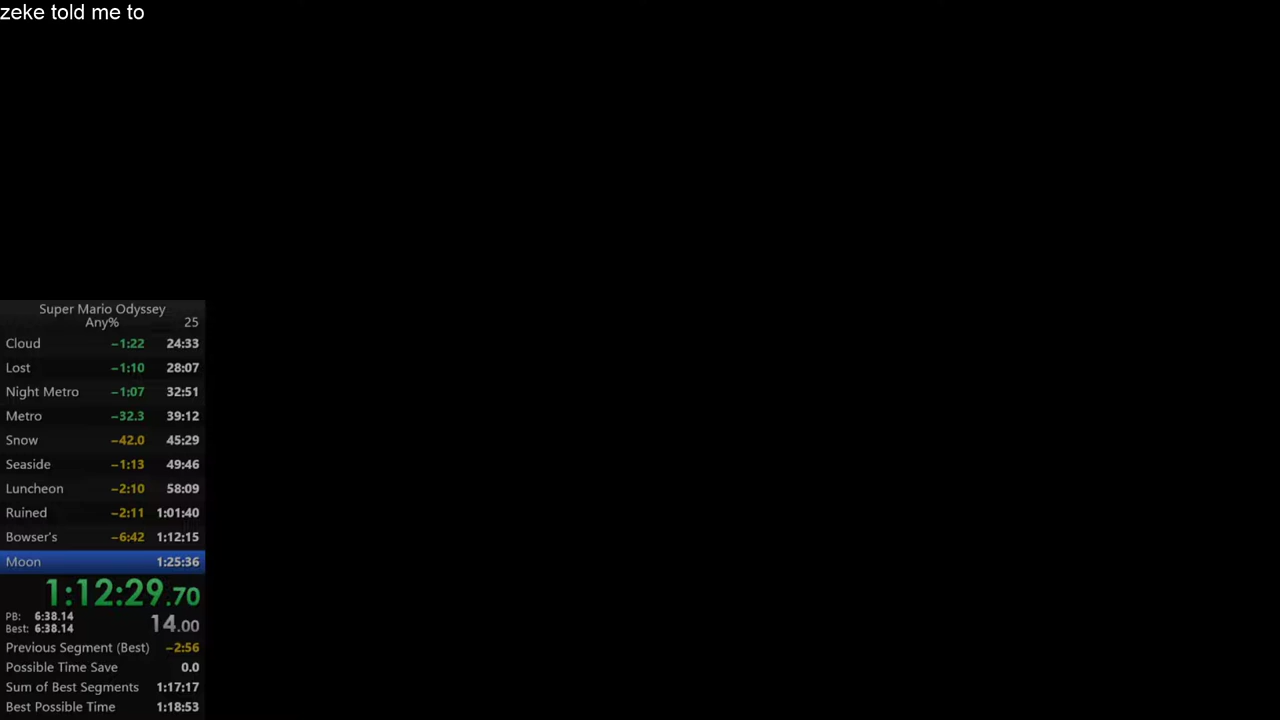 zeke told me to
Super Mario Odyssey
Any% 25
Cloud −1:22 24:33
Lost −1:10 28:07
Night Metro −1:07 32:51
Metro −32.3 39:12
Snow −42.0 45:29
Seaside −1:13 49:46
Luncheon −2:10 58:09
Ruined −2:11 1:01:40
Bowser's −6:42 1:12:15
Moon 1:25:36
1:12:29.70
PB: 6:38.14
Best: 6:38.14
14.00
Previous Segment (Best) −2:56
Possible Time Save 0.0
Sum of Best Segments 1:17:17
Best Possible Time 1:18:53